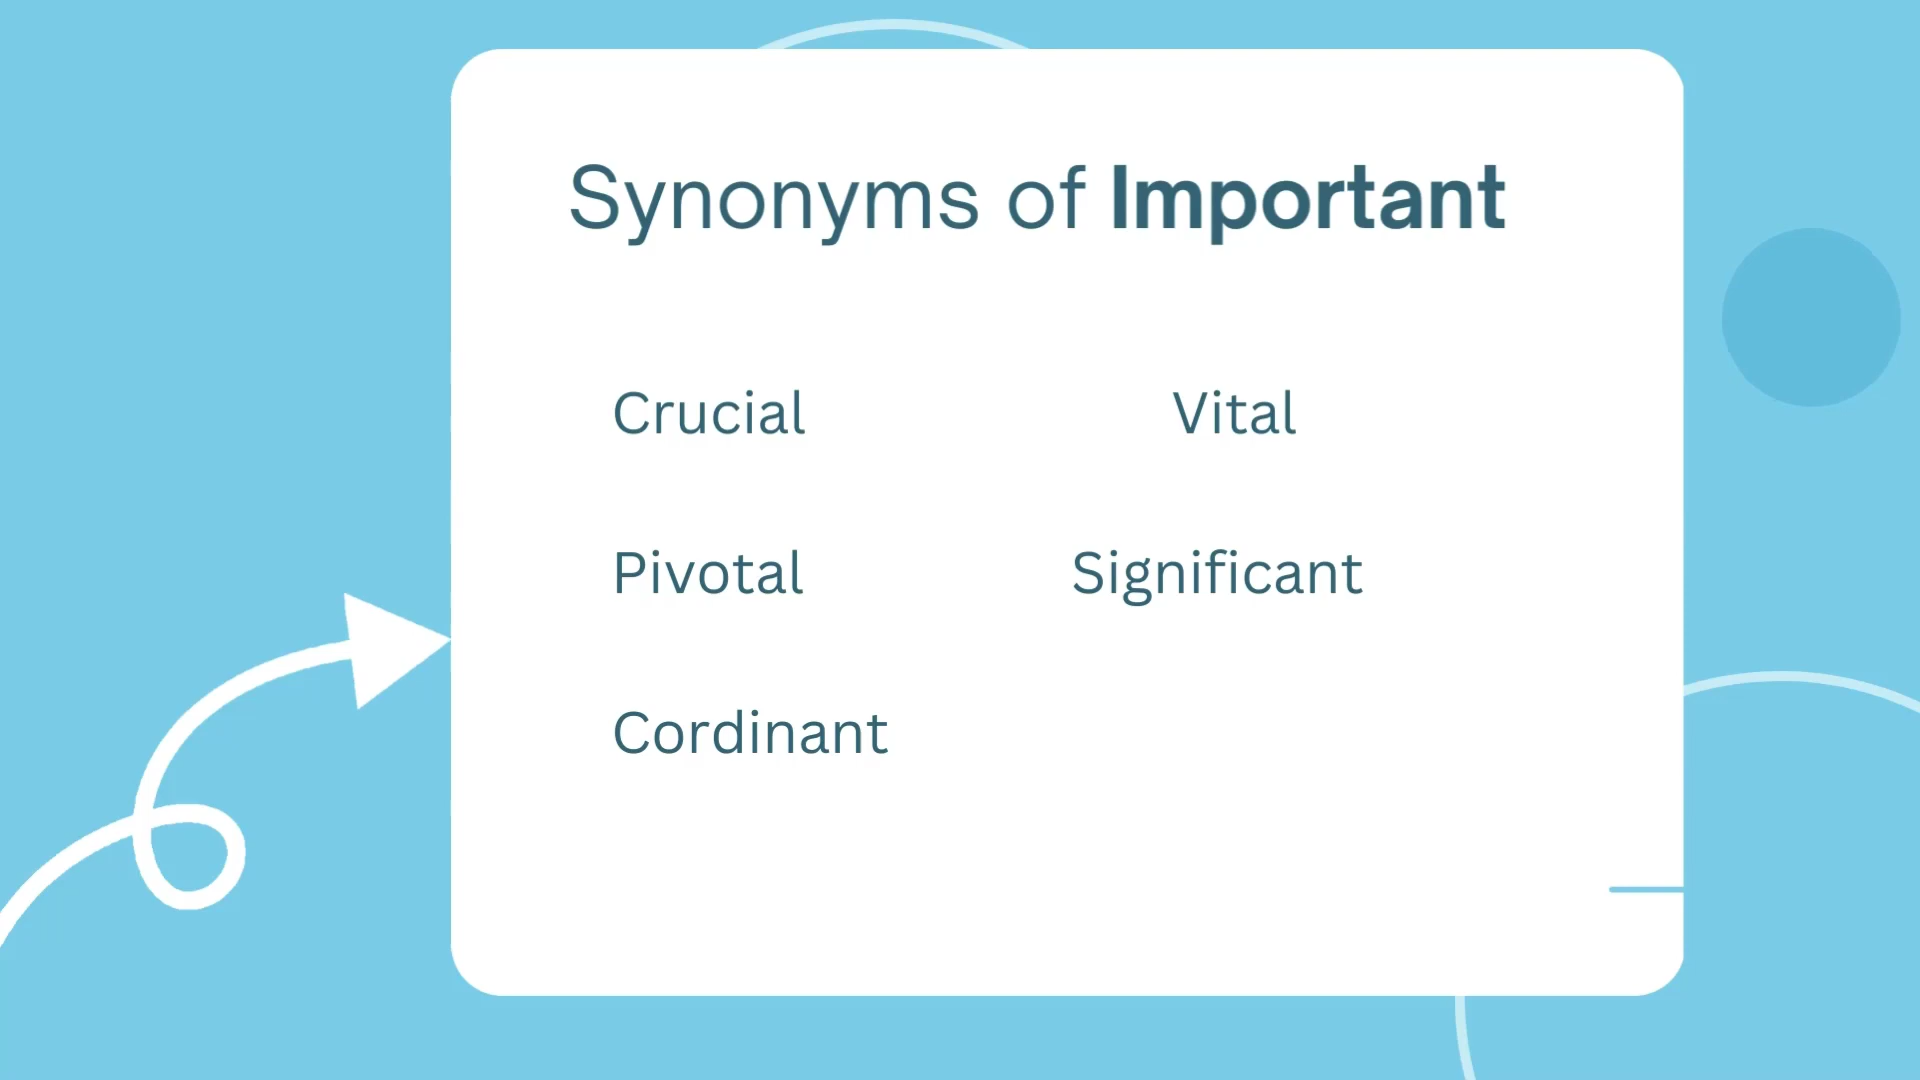 Synonyms of Important
Crucial
Vital
Pivotal
Significant
Cordinant